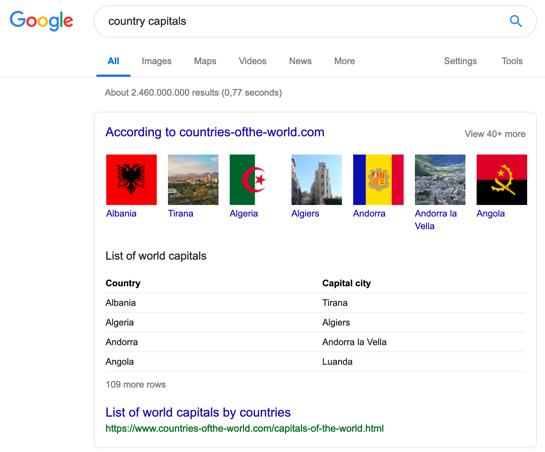 Google
country capitals
All Images Maps Videos News More Settings Tools
About 2.460.000.000 results (0,77 seconds)
According to countries-ofthe-world.com View 40+ more
Albania Tirana Algeria Algiers Andorra Andorra la Vella Angola
List of world capitals
Country Capital city
Albania Tirana
Algeria Algiers
Andorra Andorra la Vella
Angola Luanda
109 more rows
List of world capitals by countries
https://www.countries-ofthe-world.com/capitals-of-the-world.html